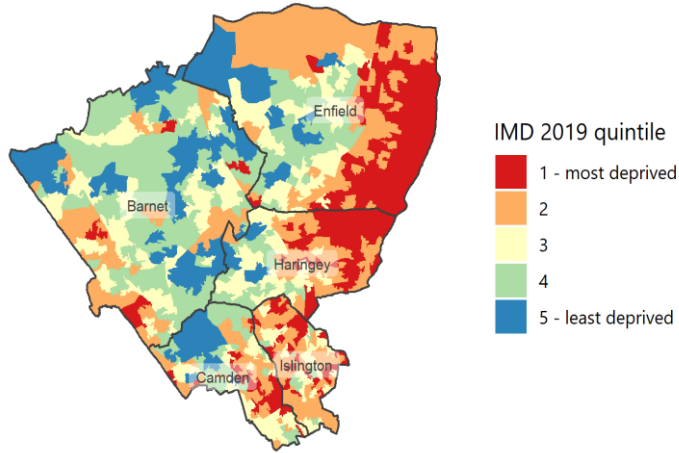 Enfield
IMD 2019 quintile
1 - most deprived
Barnet
2
3
Haringey
4
5 - least deprived
Islington
Camden